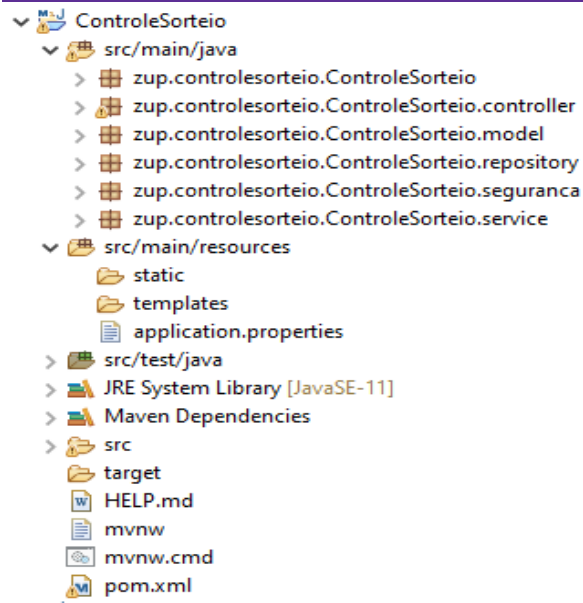 ControleSorteio
src/main/java
zup.controlesorteio.ControleSorteio
zup.controlesorteio.ControleSorteio.controller
zup.controlesorteio.ControleSorteio.model
zup.controlesorteio.ControleSorteio.repository
zup.controlesorteio.ControleSorteio.seguranca
zup.controlesorteio.ControleSorteio.service
src/main/resources
static
templates
application.properties
src/test/java
JRE System Library [JavaSE-11]
Maven Dependencies
src
target
HELP.md
mvnw
mvnw.cmd
pom.xml